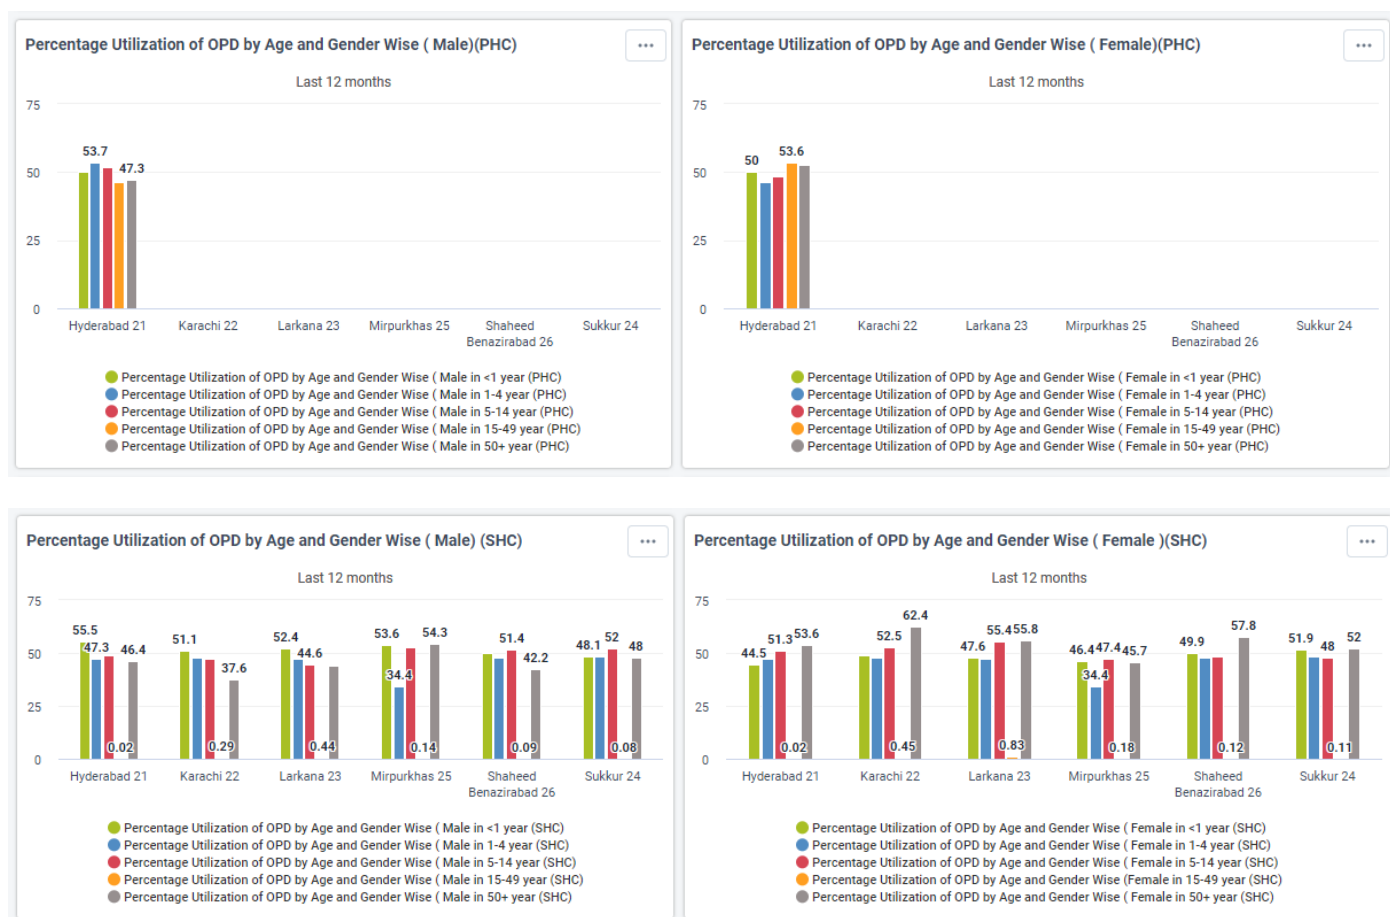 Percentage Utilization of OPD by Age and Gender Wise ( Male)(PHC)
Last 12 months
75
50
25
0
53.7
47.3
Hyderabad 21
Karachi 22
Larkana 23
Mirpurkhas 25
Shaheed
Benazirabad 26
Sukkur 24
Percentage Utilization of OPD by Age and Gender Wise ( Male in <1 year (PHC)
Percentage Utilization of OPD by Age and Gender Wise ( Male in 1-4 year (PHC)
Percentage Utilization of OPD by Age and Gender Wise ( Male in 5-14 year (PHC)
Percentage Utilization of OPD by Age and Gender Wise ( Male in 15-49 year (PHC)
Percentage Utilization of OPD by Age and Gender Wise ( Male in 50+ year (PHC)
Percentage Utilization of OPD by Age and Gender Wise ( Female)(PHC)
Last 12 months
75
50
25
0
50
53.6
Hyderabad 21
Karachi 22
Larkana 23
Mirpurkhas 25
Shaheed
Benazirabad 26
Sukkur 24
Percentage Utilization of OPD by Age and Gender Wise ( Female in <1 year (PHC)
Percentage Utilization of OPD by Age and Gender Wise ( Female in 1-4 year (PHC)
Percentage Utilization of OPD by Age and Gender Wise ( Female in 5-14 year (PHC)
Percentage Utilization of OPD by Age and Gender Wise ( Female in 15-49 year (PHC)
Percentage Utilization of OPD by Age and Gender Wise ( Female in 50+ year (PHC)
Percentage Utilization of OPD by Age and Gender Wise ( Male) (SHC)
Last 12 months
75
50
25
0
55.5
47.3
0.02
46.4
51.1
0.29
37.6
52.4
44.6
0.44
53.6
34.4
0.14
54.3
51.4
0.09
42.2
48.1
52
0.08
48
Hyderabad 21
Karachi 22
Larkana 23
Mirpurkhas 25
Shaheed
Benazirabad 26
Sukkur 24
Percentage Utilization of OPD by Age and Gender Wise ( Male in <1 year (SHC)
Percentage Utilization of OPD by Age and Gender Wise ( Male in 1-4 year (SHC)
Percentage Utilization of OPD by Age and Gender Wise ( Male in 5-14 year (SHC)
Percentage Utilization of OPD by Age and Gender Wise ( Male in 15-49 year (SHC)
Percentage Utilization of OPD by Age and Gender Wise ( Male in 50+ year (SHC)
Percentage Utilization of OPD by Age and Gender Wise ( Female )(SHC)
Last 12 months
75
50
25
0
44.5
51.3
0.02
53.6
52.5
0.45
62.4
47.6
55.4
0.83
55.8
46.4
34.4
47.4
0.18
45.7
49.9
0.12
57.8
51.9
48
0.11
52
Hyderabad 21
Karachi 22
Larkana 23
Mirpurkhas 25
Shaheed
Benazirabad 26
Sukkur 24
Percentage Utilization of OPD by Age and Gender Wise ( Female in <1 year (SHC)
Percentage Utilization of OPD by Age and Gender Wise ( Female in 1-4 year (SHC)
Percentage Utilization of OPD by Age and Gender Wise ( Female in 5-14 year (SHC)
Percentage Utilization of OPD by Age and Gender Wise (Female in 15-49 year (SHC)
Percentage Utilization of OPD by Age and Gender Wise ( Female in 50+ year (SHC)